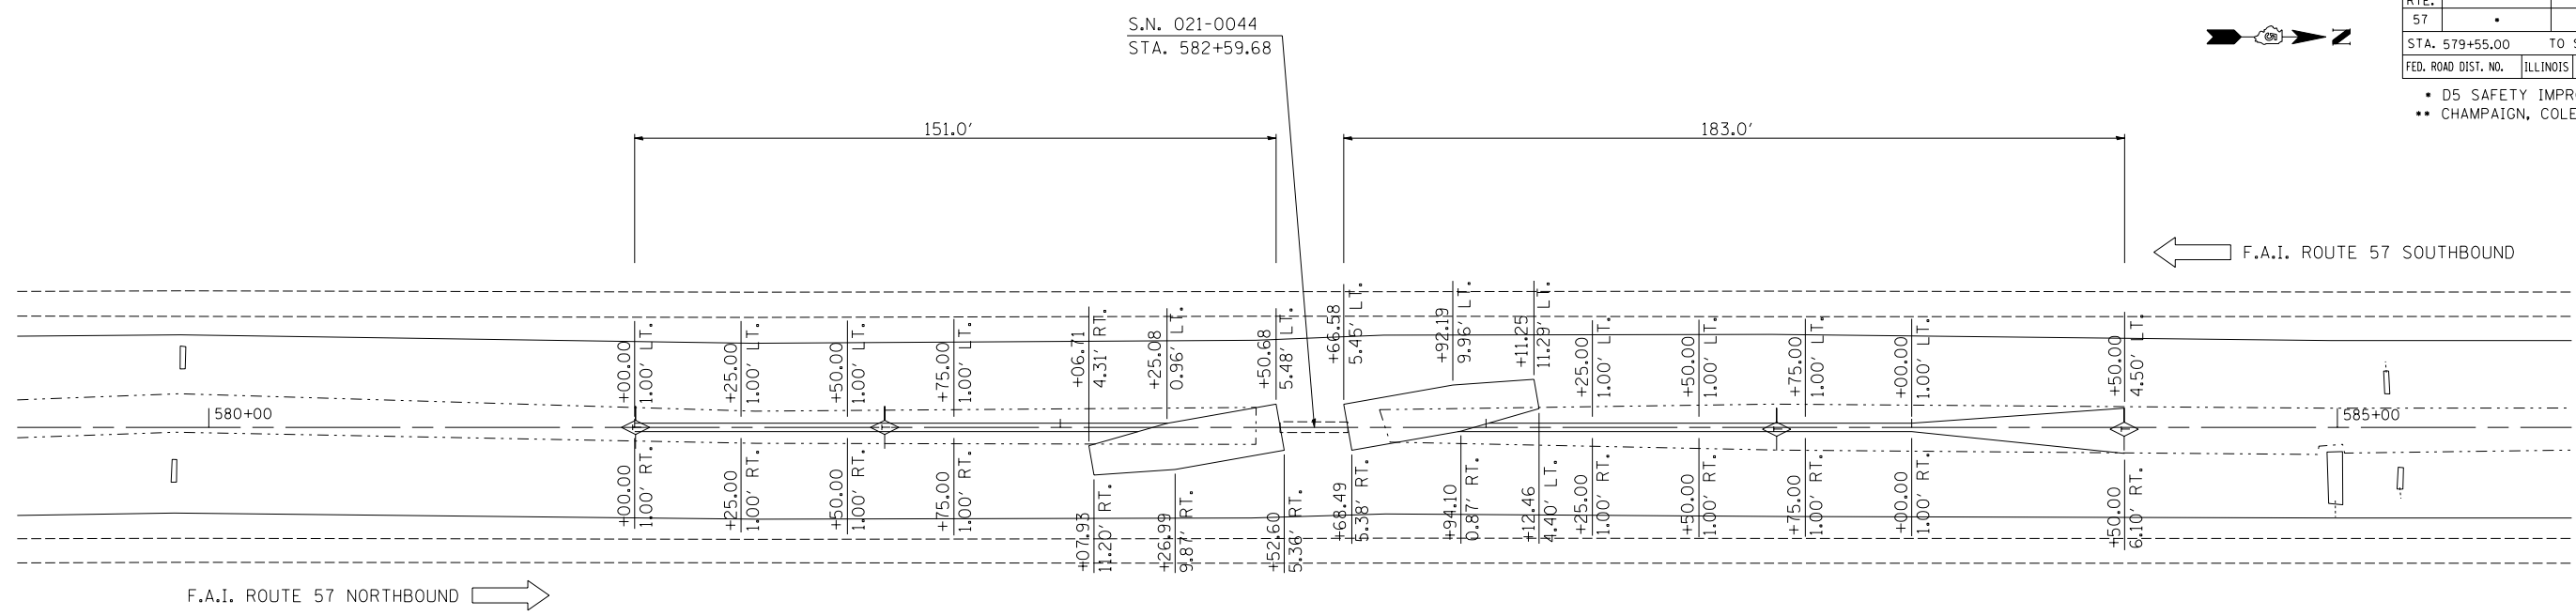 S.N. 021-0044
STA. 582+59.68
N
RTE.
57 •
STA. 579+55.00 TO
FED. ROAD DIST. NO. ILLINOIS
* D5 SAFETY
** CHAMPAIGN,
151.0′
183.0′
F.A.I. ROUTE 57 SOUTHBOUND
+00.00
1.00′ LT.
+25.00
1.00′ LT.
+50.00
1.00′ LT.
+75.00
1.00′ LT.
+06.71
4.31′ RT.
+25.08
0.96′ LT.
+50.68
5.48′ LT.
+66.58
5.45′ LT.
+92.19
9.96′ LT.
+11.25
11.29′ LT.
+25.00
1.00′ LT.
+50.00
1.00′ LT.
+75.00
1.00′ LT.
+00.00
1.00′ LT.
+50.00
4.50′ LT.
580+00
585+00
+00.00
1.00′ RT.
+25.00
1.00′ RT.
+50.00
1.00′ RT.
+75.00
1.00′ RT.
+07.93
11.20′ RT.
+26.99
9.87′ RT.
+52.60
5.36′ RT.
+68.49
5.38′ RT.
+94.10
0.87′ RT.
+12.46
4.40′ LT.
+25.00
1.00′ RT.
+50.00
1.00′ RT.
+75.00
1.00′ RT.
+00.00
1.00′ RT.
+50.00
6.10′ RT.
F.A.I. ROUTE 57 NORTHBOUND